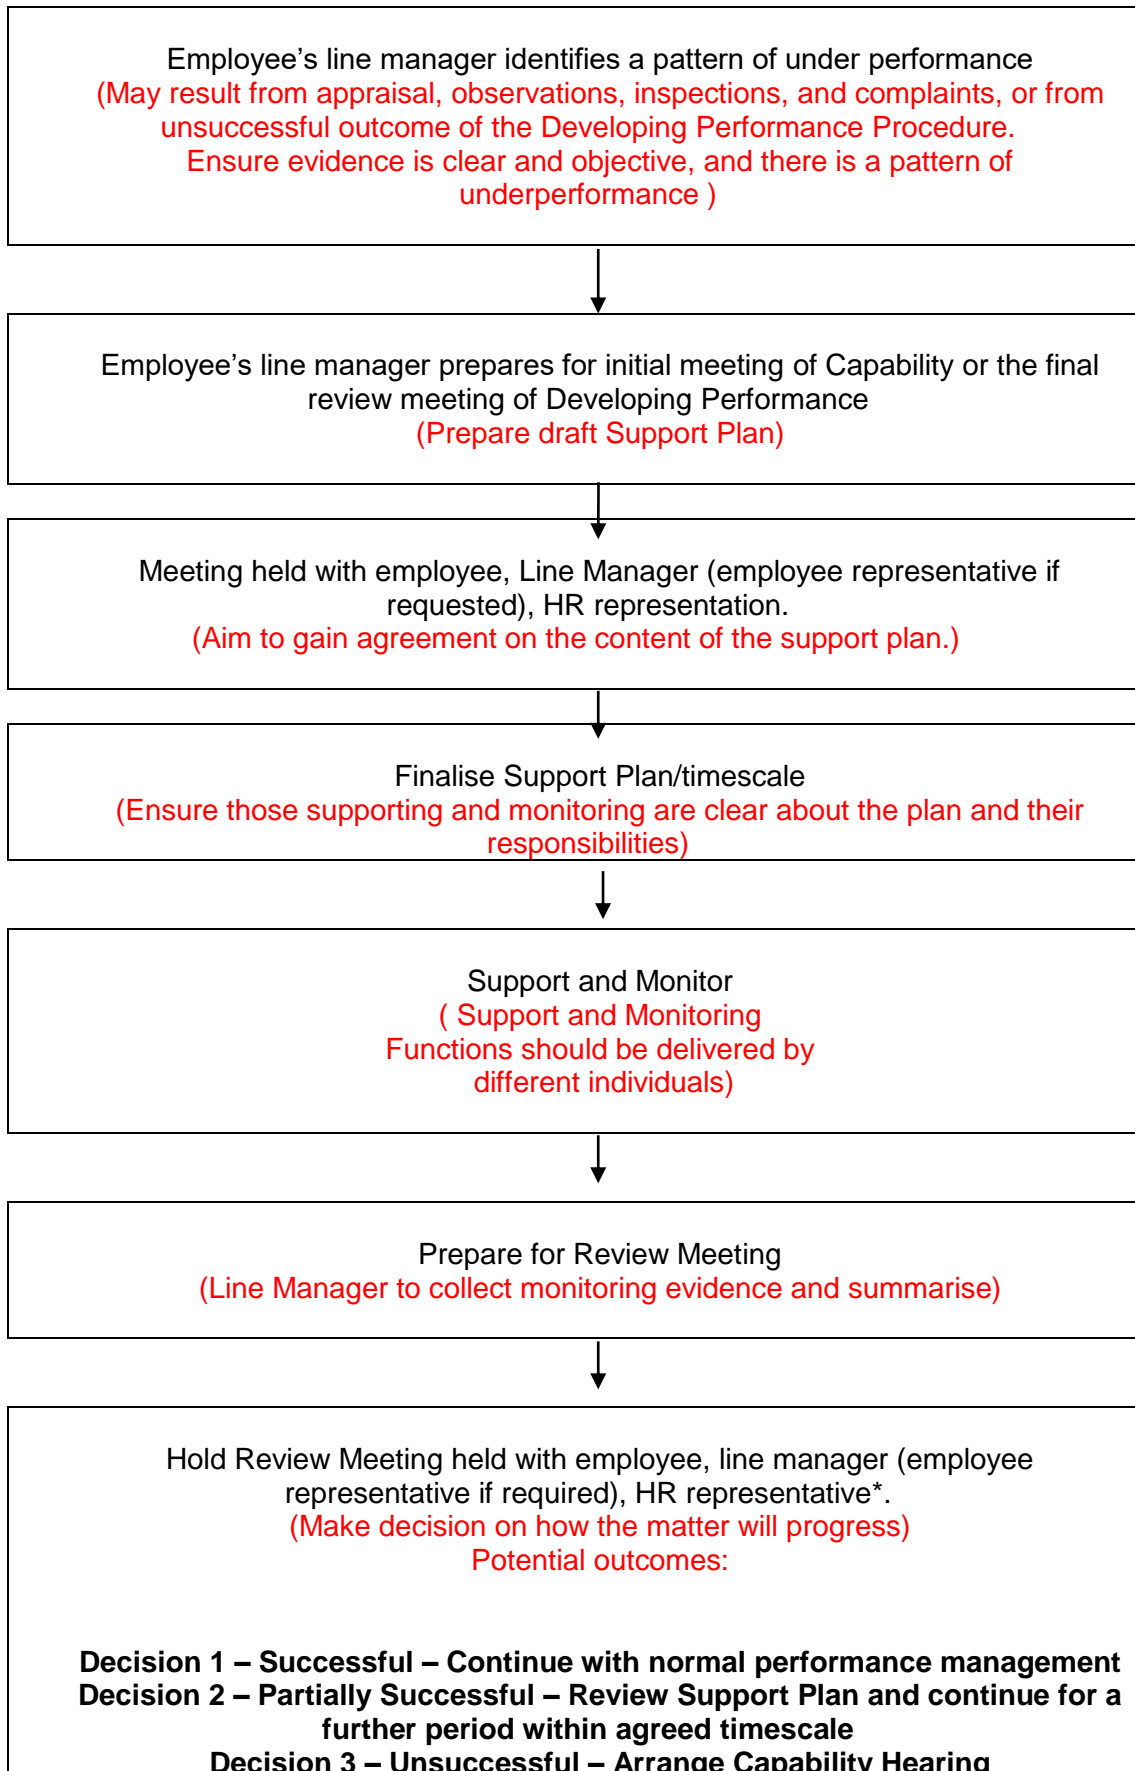 Employee’s line manager identifies a pattern of under performance
(May result from appraisal, observations, inspections, and complaints, or from
unsuccessful outcome of the Developing Performance Procedure.
Ensure evidence is clear and objective, and there is a pattern of
underperformance )
Employee’s line manager prepares for initial meeting of Capability or the final
review meeting of Developing Performance
(Prepare draft Support Plan)
Meeting held with employee, Line Manager (employee representative if
requested), HR representation.
(Aim to gain agreement on the content of the support plan.)
Finalise Support Plan/timescale
(Ensure those supporting and monitoring are clear about the plan and their
responsibilities)
Support and Monitor
( Support and Monitoring
Functions should be delivered by
different individuals)
Prepare for Review Meeting
(Line Manager to collect monitoring evidence and summarise)
Hold Review Meeting held with employee, line manager (employee
representative if required), HR representative*.
(Make decision on how the matter will progress)
Potential outcomes:
Decision 1 – Successful – Continue with normal performance management
Decision 2 – Partially Successful – Review Support Plan and continue for a
further period within agreed timescale
Decision 3 – Unsuccessful – Arrange Capability Hearing